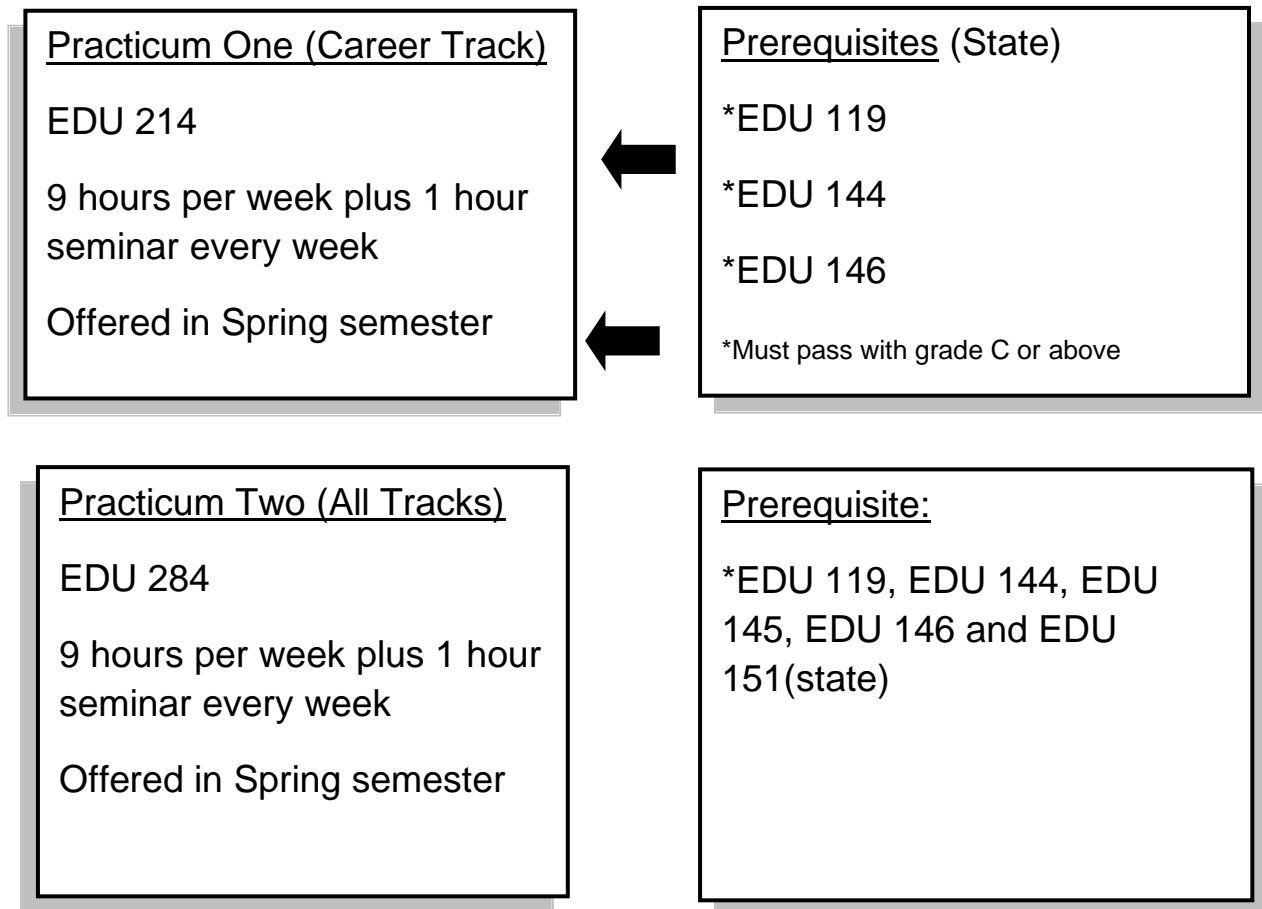 Practicum One (Career Track)
EDU 214
9 hours per week plus 1 hour
seminar every week
Offered in Spring semester
Prerequisites (State)
*EDU 119
*EDU 144
*EDU 146
*Must pass with grade C or above
Practicum Two (All Tracks)
EDU 284
9 hours per week plus 1 hour
seminar every week
Offered in Spring semester
Prerequisite:
*EDU 119, EDU 144, EDU
145, EDU 146 and EDU
151(state)